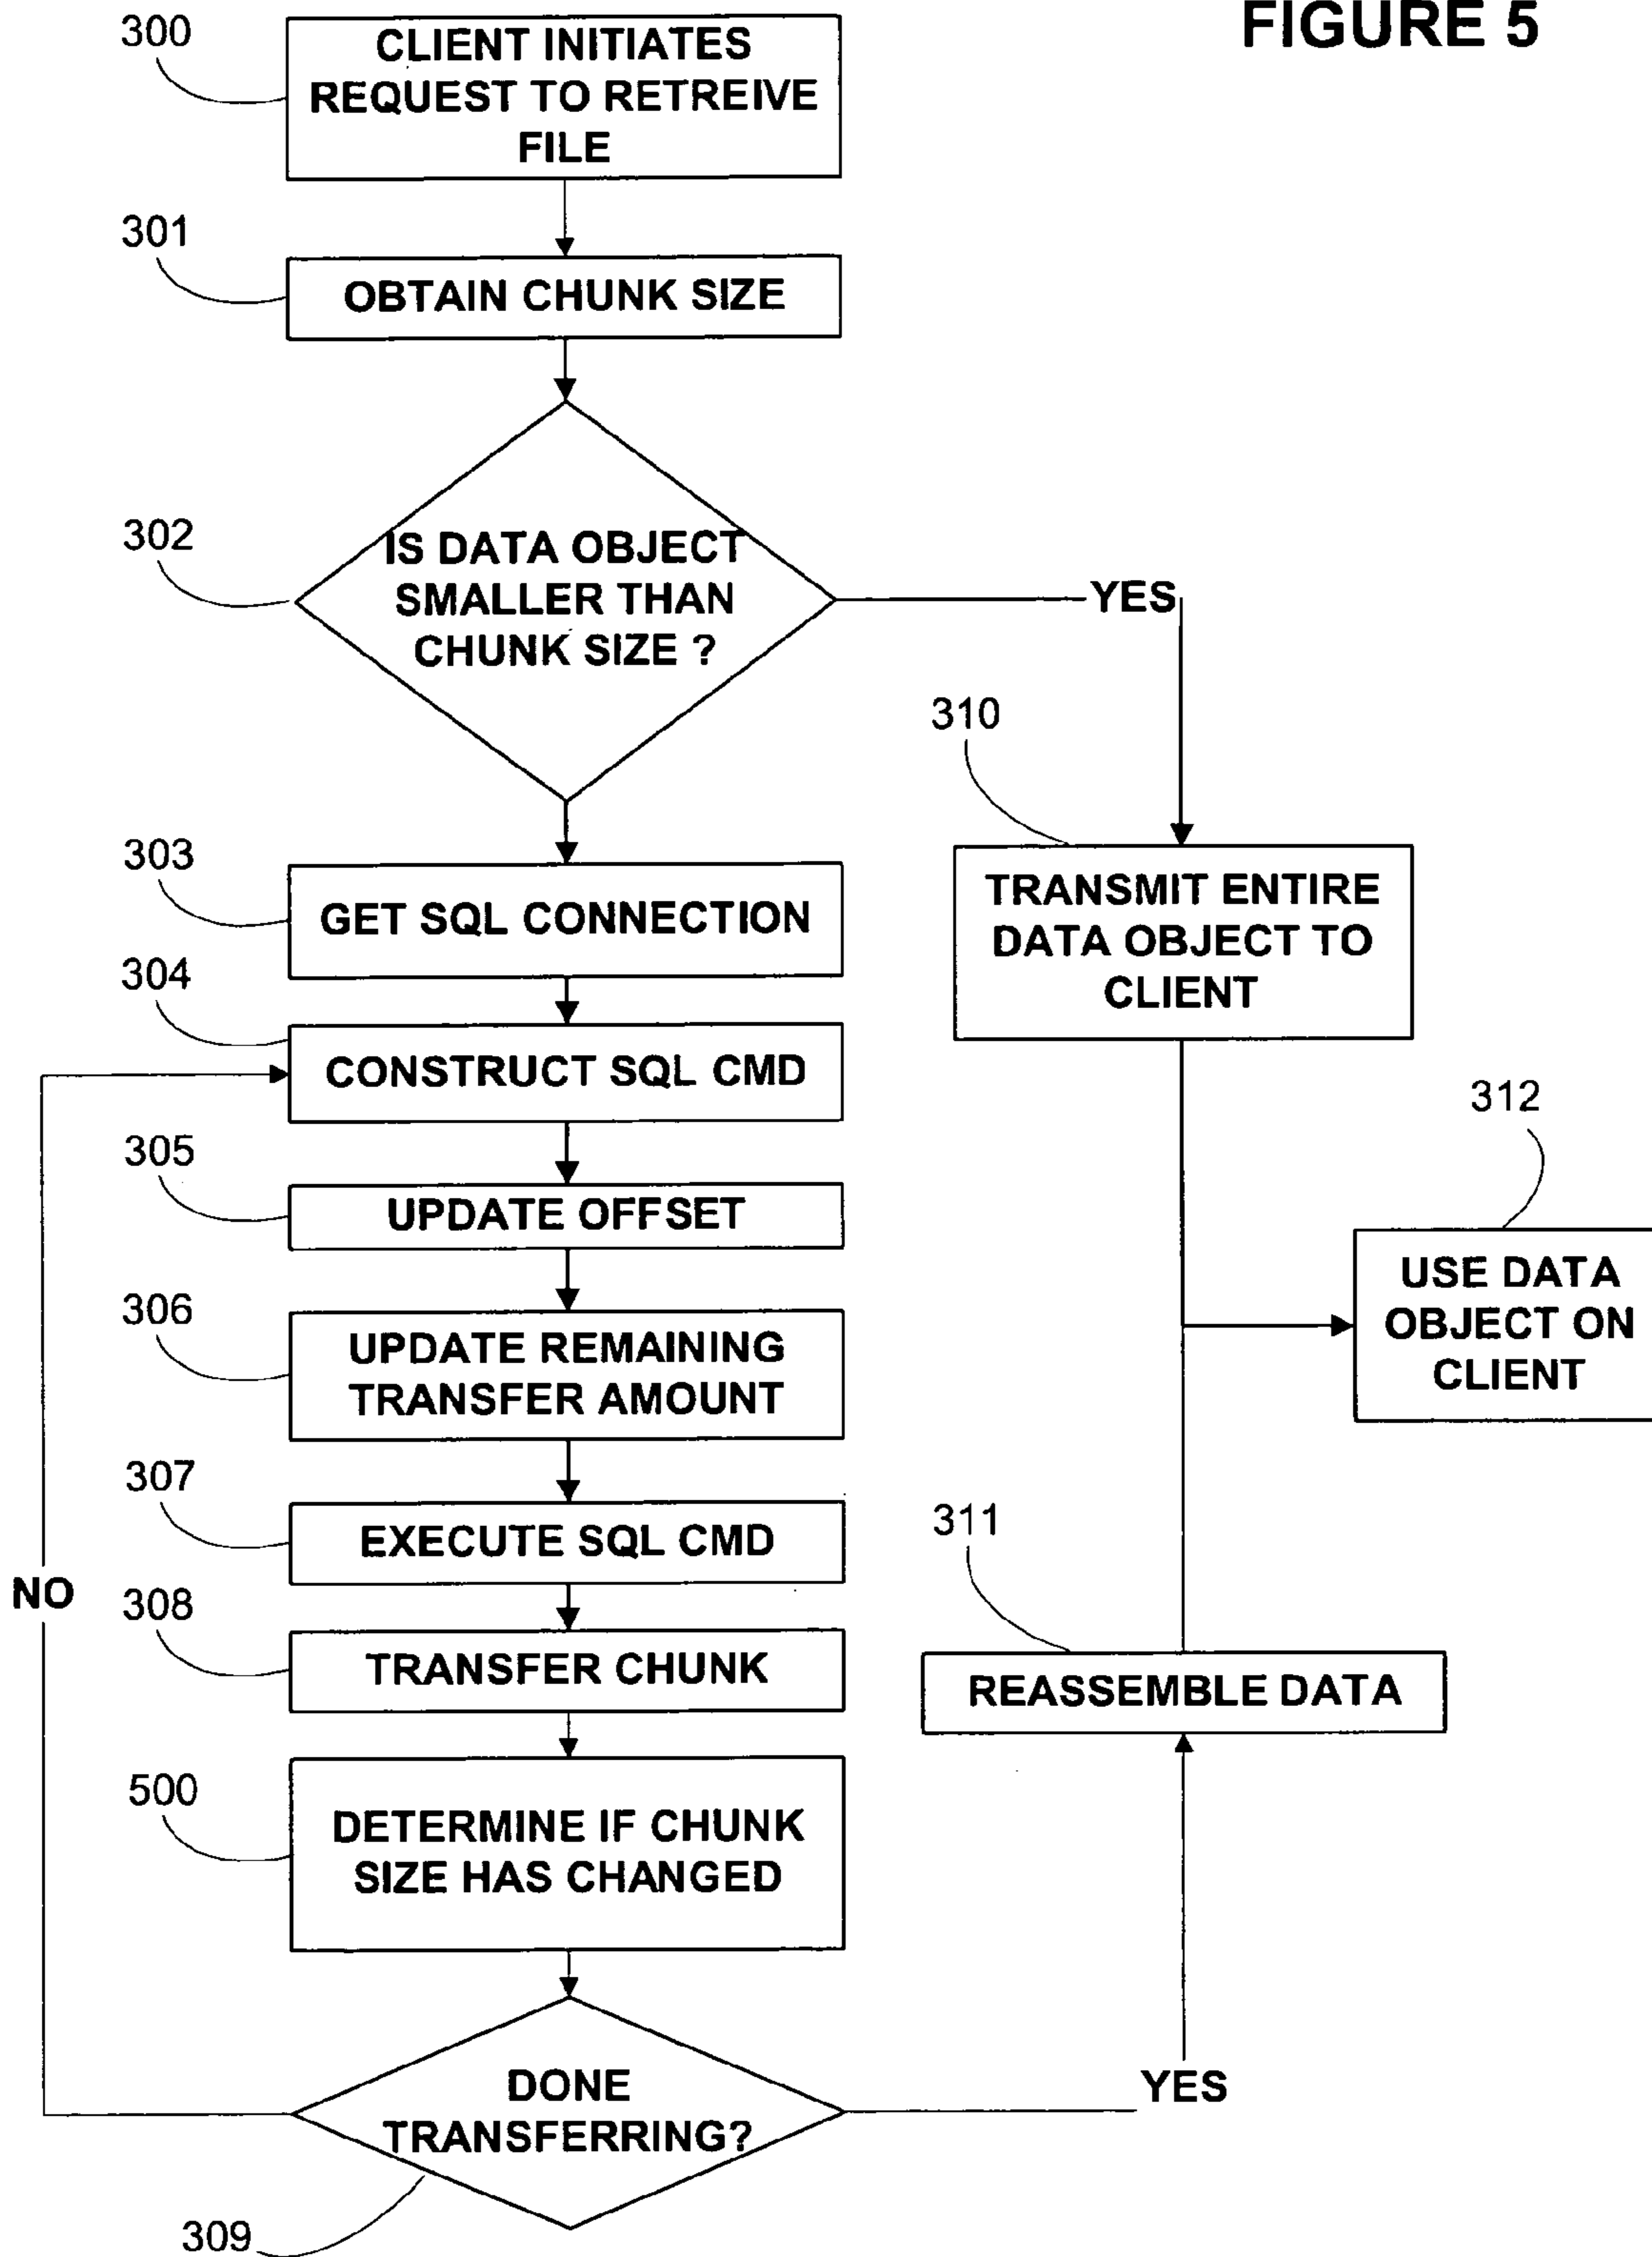 FIGURE 5
300
CLIENT INITIATES
REQUEST TO RETREIVE
FILE
301
OBTAIN CHUNK SIZE
302
IS DATA OBJECT
SMALLER THAN
CHUNK SIZE ?
YES
310
TRANSMIT ENTIRE
DATA OBJECT TO
CLIENT
303
GET SQL CONNECTION
304
CONSTRUCT SQL CMD
312
USE DATA
OBJECT ON
CLIENT
305
UPDATE OFFSET
306
UPDATE REMAINING
TRANSFER AMOUNT
307
EXECUTE SQL CMD
311
REASSEMBLE DATA
NO
308
TRANSFER CHUNK
500
DETERMINE IF CHUNK
SIZE HAS CHANGED
DONE
TRANSFERRING?
YES
309